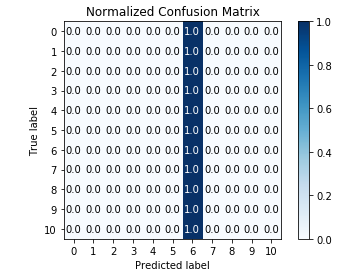 Normalized Confusion Matrix
0 0.0 0.0 0.0 0.0 0.0 0.0 1.0 0.0 0.0 0.0 0.0 1.0
1 0.0 0.0 0.0 0.0 0.0 0.0 1.0 0.0 0.0 0.0 0.0
2 0.0 0.0 0.0 0.0 0.0 0.0 1.0 0.0 0.0 0.0 0.0 0.8
3 0.0 0.0 0.0 0.0 0.0 0.0 1.0 0.0 0.0 0.0 0.0
4 0.0 0.0 0.0 0.0 0.0 0.0 1.0 0.0 0.0 0.0 0.0 0.6
5 0.0 0.0 0.0 0.0 0.0 0.0 1.0 0.0 0.0 0.0 0.0
6 0.0 0.0 0.0 0.0 0.0 0.0 1.0 0.0 0.0 0.0 0.0 0.4
7 0.0 0.0 0.0 0.0 0.0 0.0 1.0 0.0 0.0 0.0 0.0
8 0.0 0.0 0.0 0.0 0.0 0.0 1.0 0.0 0.0 0.0 0.0 0.2
9 0.0 0.0 0.0 0.0 0.0 0.0 1.0 0.0 0.0 0.0 0.0
10 0.0 0.0 0.0 0.0 0.0 0.0 1.0 0.0 0.0 0.0 0.0 0.0
True label
0 1 2 3 4 5 6 7 8 9 10
Predicted label